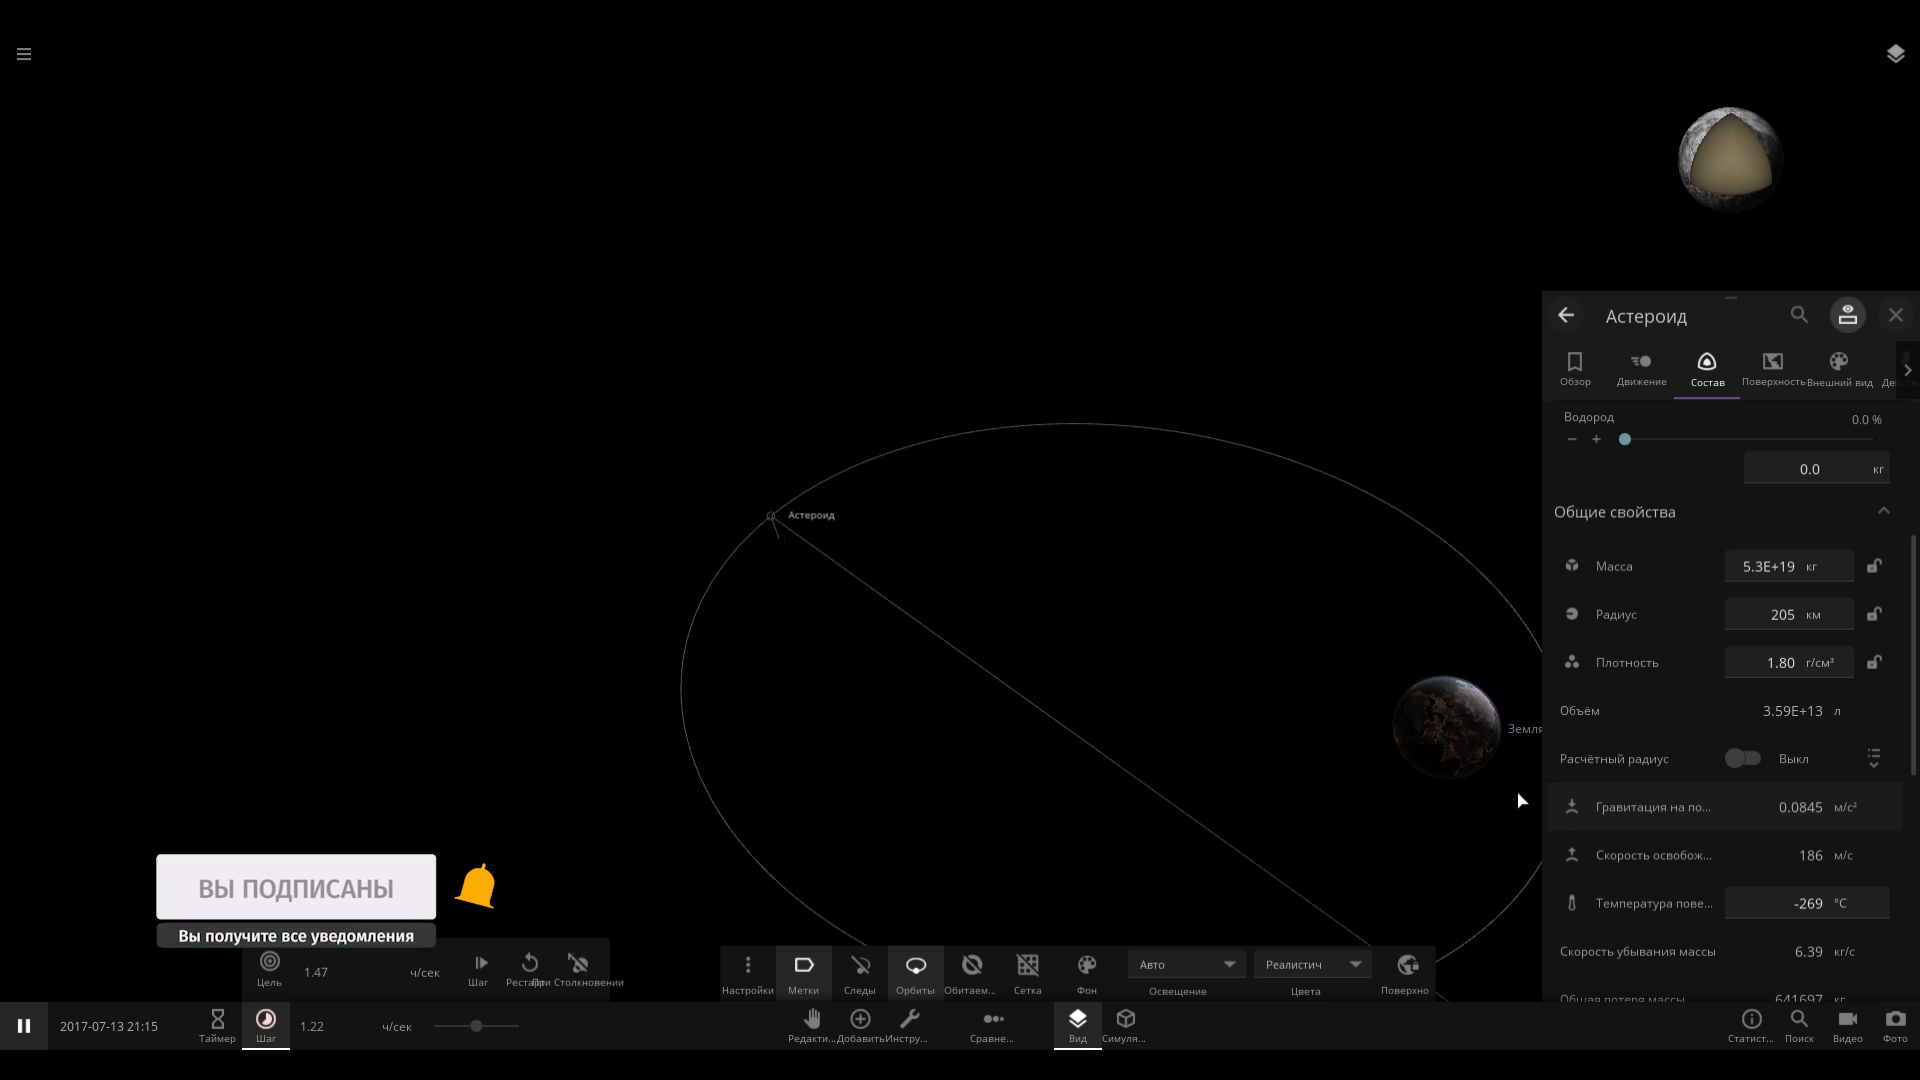 Астероид
Обзор
Движение
Состав
Поверхность
Внешний вид
Водород
0.0 %
0.0 кг
Общие свойства
Масса 5.3E+19 кг
Радиус 205 км
Плотность 1.80 г/см³
Объём 3.59E+13 л
Расчётный радиус Выкл
Гравитация на по... 0.0845 м/с²
Скорость освобож... 186 м/с
Температура пове... -269 °C
Скорость убывания массы 6.39 кг/с
Общая потеря массы 641697 кг
Астероид
Земля
ВЫ ПОДПИСАНЫ
Вы получите все уведомления
Цель
1.47 ч/сек
Шаг
При Столкновении
Настройки
Метки
Следы
Орбиты
Обитаем...
Сетка
Фон
Авто
Освещение
Реалистич
Цвета
Поверхно
2017-07-13 21:15
Таймер
Шаг
1.22 ч/сек
Редакти...
Добавить
Инстру...
Сравне...
Вид
Симуля...
Статист...
Поиск
Видео
Фото